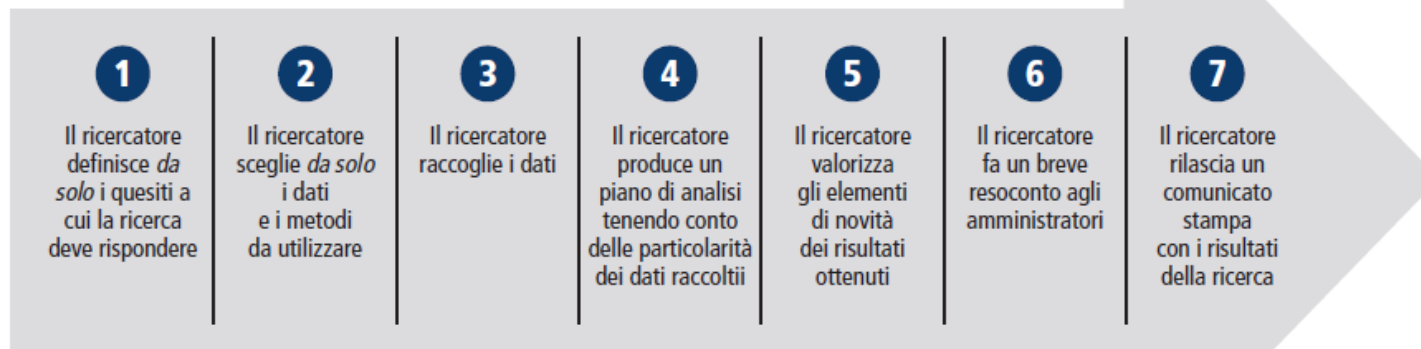 1
Il ricercatore
definisce da
solo i quesiti a
cui la ricerca
deve rispondere
2
Il ricercatore
sceglie da solo
i dati
e i metodi
da utilizzare
3
Il ricercatore
raccoglie i dati
4
Il ricercatore
produce un
piano di analisi
tenendo conto
delle particolarità
dei dati raccoltii
5
Il ricercatore
valorizza
gli elementi
di novità
dei risultati
ottenuti
6
Il ricercatore
fa un breve
resoconto agli
amministratori
7
Il ricercatore
rilascia un
comunicato
stampa
con i risultati
della ricerca